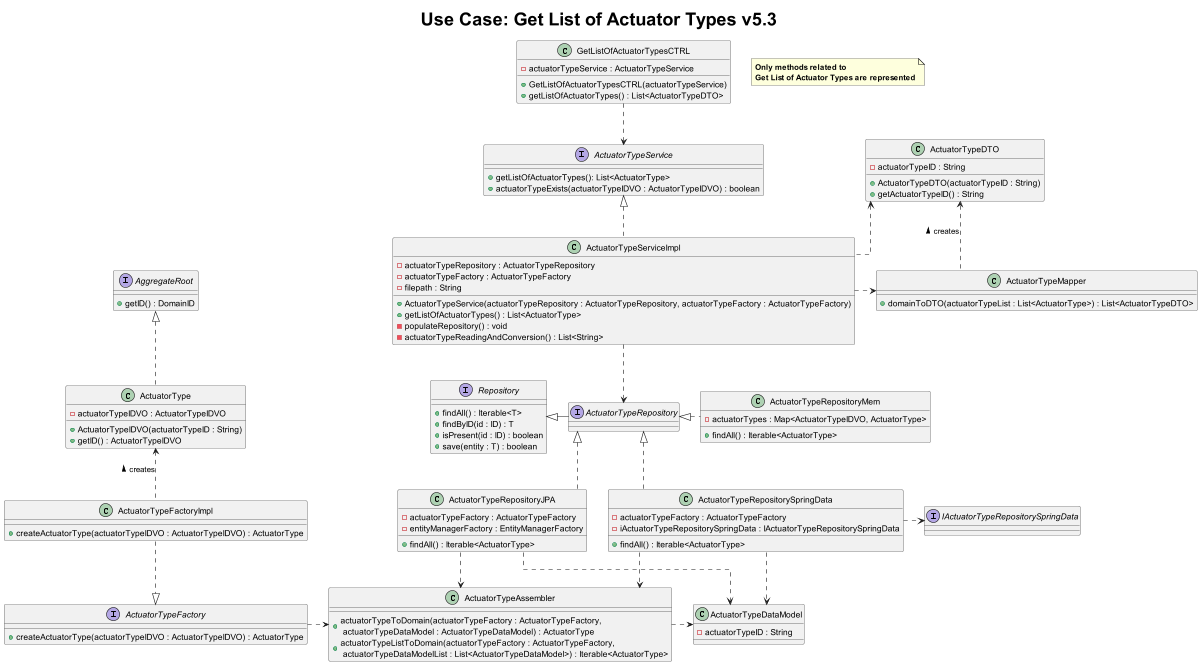 Use Case: Get List of Actuator Types v5.3
C GetListOfActuatorTypesCTRL
actuatorTypeService : ActuatorTypeService
GetListOfActuatorTypesCTRL(actuatorTypeService)
getListOfActuatorTypes() : List<ActuatorTypeDTO>
Only methods related to
Get List of Actuator Types are represented
I ActuatorTypeService
getListOfActuatorTypes(): List<ActuatorType>
actuatorTypeExists(actuatorTypeIDVO : ActuatorTypeIDVO) : boolean
C ActuatorTypeDTO
actuatorTypeID : String
ActuatorTypeDTO(actuatorTypeID : String)
getActuatorTypeID() : String
creates
C ActuatorTypeServiceImpl
actuatorTypeRepository : ActuatorTypeRepository
actuatorTypeFactory : ActuatorTypeFactory
filepath : String
ActuatorTypeService(actuatorTypeRepository : ActuatorTypeRepository, actuatorTypeFactory : ActuatorTypeFactory)
getListOfActuatorTypes() : List<ActuatorType>
populateRepository() : void
actuatorTypeReadingAndConversion() : List<String>
C ActuatorTypeMapper
domainToDTO(actuatorTypeList : List<ActuatorType>) : List<ActuatorTypeDTO>
I AggregateRoot
getID() : DomainID
C ActuatorType
actuatorTypeIDVO : ActuatorTypeIDVO
ActuatorTypeIDVO(actuatorTypeID : String)
getID() : ActuatorTypeIDVO
creates
I Repository
findAll() : Iterable<T>
findByID(id : ID) : T
isPresent(id : ID) : boolean
save(entity : T) : boolean
I ActuatorTypeRepository
C ActuatorTypeRepositoryMem
actuatorTypes : Map<ActuatorTypeIDVO, ActuatorType>
findAll() : Iterable<ActuatorType>
C ActuatorTypeFactoryImpl
createActuatorType(actuatorTypeIDVO : ActuatorTypeIDVO) : ActuatorType
C ActuatorTypeRepositoryJPA
actuatorTypeFactory : ActuatorTypeFactory
entityManagerFactory : EntityManagerFactory
findAll() : Iterable<ActuatorType>
C ActuatorTypeRepositorySpringData
actuatorTypeFactory : ActuatorTypeFactory
iActuatorTypeRepositorySpringData : IActuatorTypeRepositorySpringData
findAll() : Iterable<ActuatorType>
I IActuatorTypeRepositorySpringData
I ActuatorTypeFactory
createActuatorType(actuatorTypeIDVO : ActuatorTypeIDVO) : ActuatorType
C ActuatorTypeAssembler
actuatorTypeToDomain(actuatorTypeFactory : ActuatorTypeFactory,
actuatorTypeDataModel : ActuatorTypeDataModel) : ActuatorType
actuatorTypeListToDomain(actuatorTypeFactory : ActuatorTypeFactory,
actuatorTypeDataModelList : List<ActuatorTypeDataModel>) : Iterable<ActuatorType>
C ActuatorTypeDataModel
actuatorTypeID : String